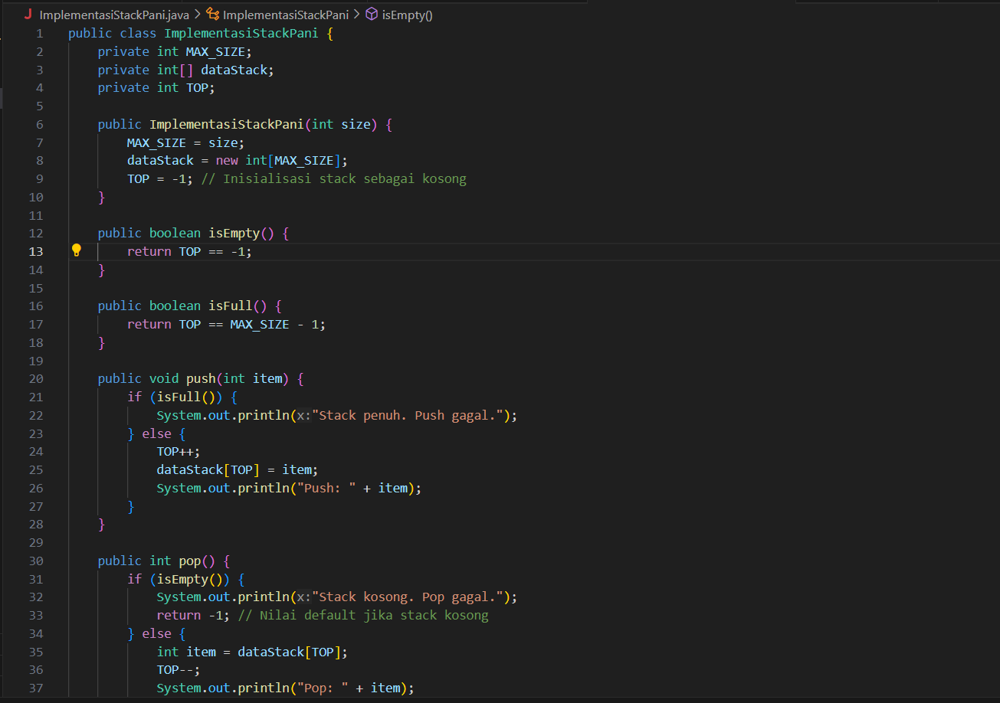 ImplementasiStackPani.java > ImplementasiStackPani > isEmpty()
1 public class ImplementasiStackPani {
2 private int MAX_SIZE;
3 private int[] dataStack;
4 private int TOP;
5
6 public ImplementasiStackPani(int size) {
7 MAX_SIZE = size;
8 dataStack = new int[MAX_SIZE];
9 TOP = -1; // Inisialisasi stack sebagai kosong
10 }
11
12 public boolean isEmpty() {
13 return TOP == -1;
14 }
15
16 public boolean isFull() {
17 return TOP == MAX_SIZE - 1;
18 }
19
20 public void push(int item) {
21 if (isFull()) {
22 System.out.println(x:"Stack penuh. Push gagal.");
23 } else {
24 TOP++;
25 dataStack[TOP] = item;
26 System.out.println("Push: " + item);
27 }
28 }
29
30 public int pop() {
31 if (isEmpty()) {
32 System.out.println(x:"Stack kosong. Pop gagal.");
33 return -1; // Nilai default jika stack kosong
34 } else {
35 int item = dataStack[TOP];
36 TOP--;
37 System.out.println("Pop: " + item);